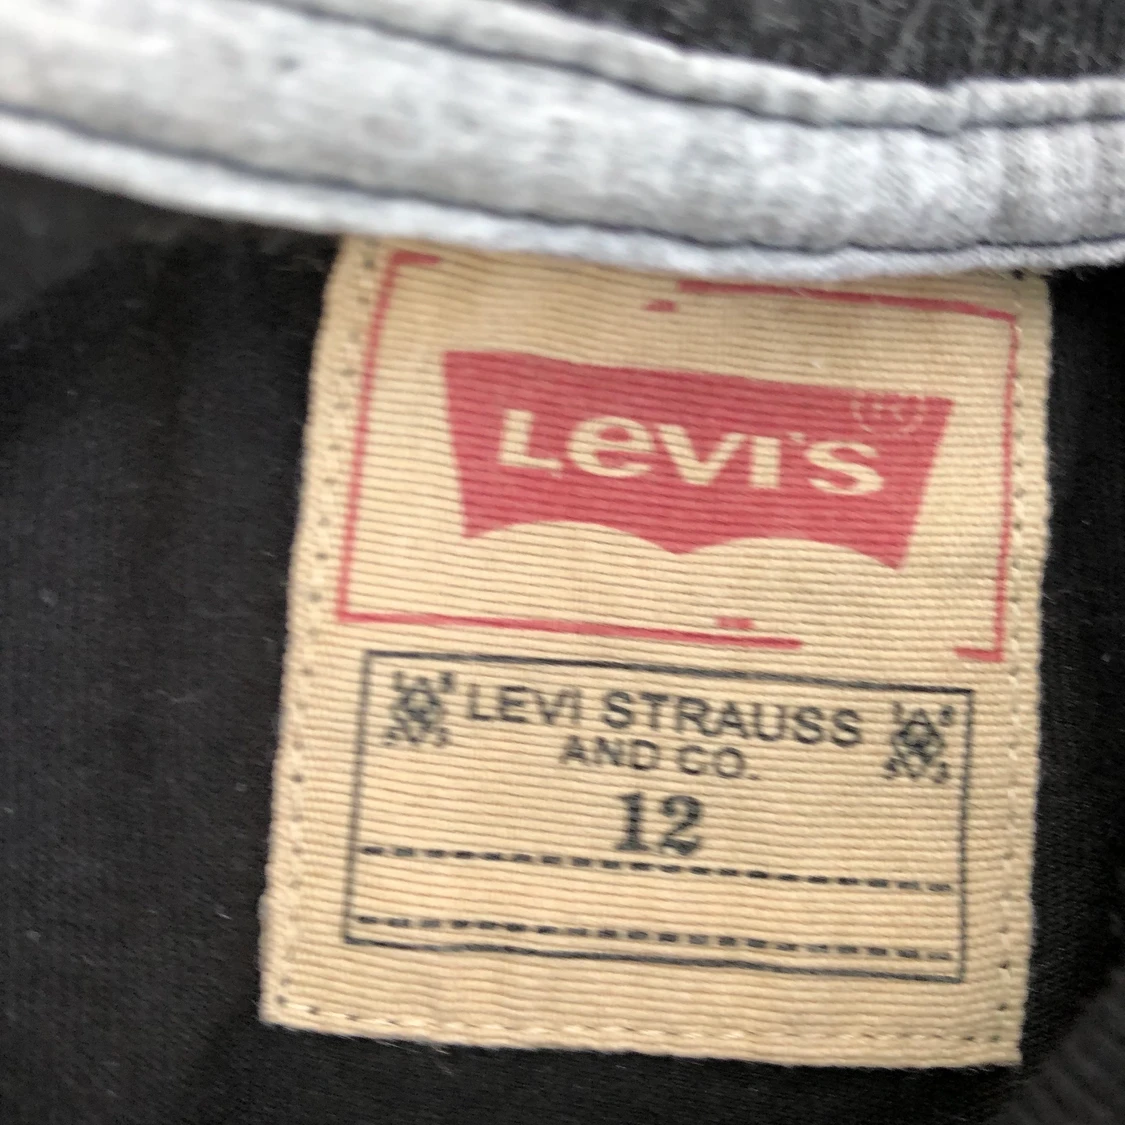 LEVI'S ®
LEVI STRAUSS
AND CO.
12